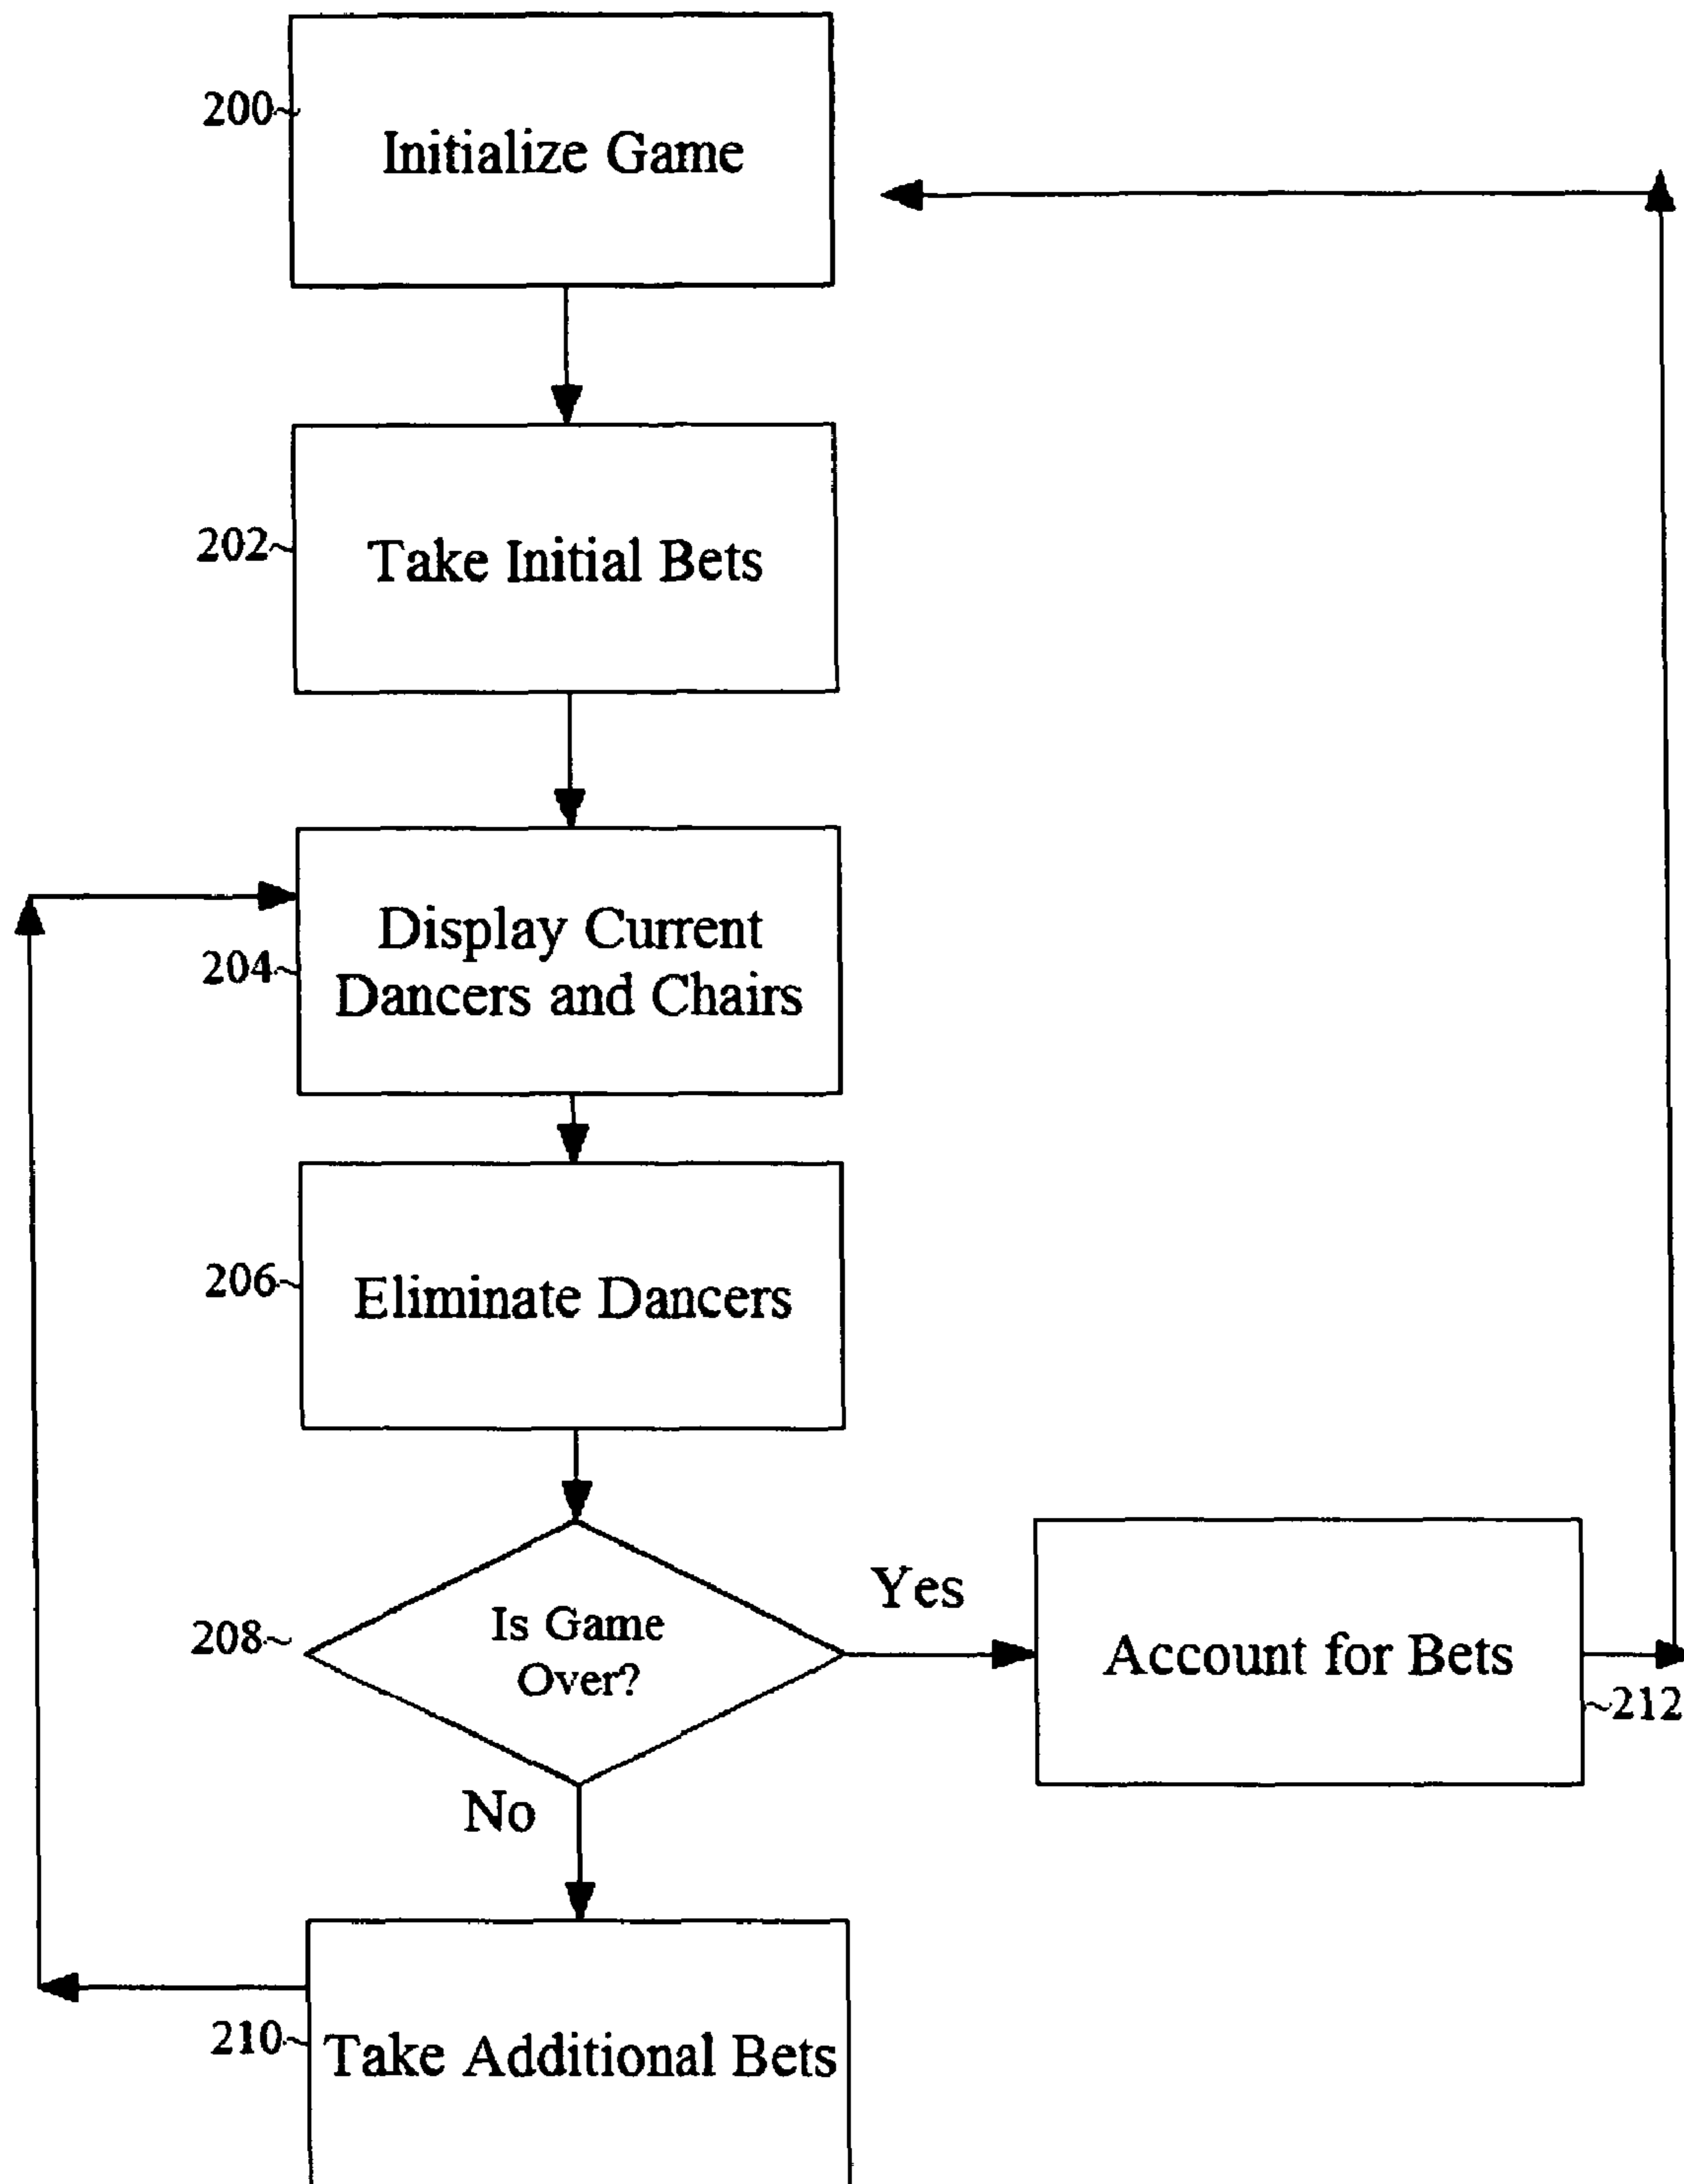 200
Initialize Game
202
Take Initial Bets
204
Display Current
Dancers and Chairs
206
Eliminate Dancers
208
Is Game
Over?
Yes
Account for Bets
212
No
210
Take Additional Bets